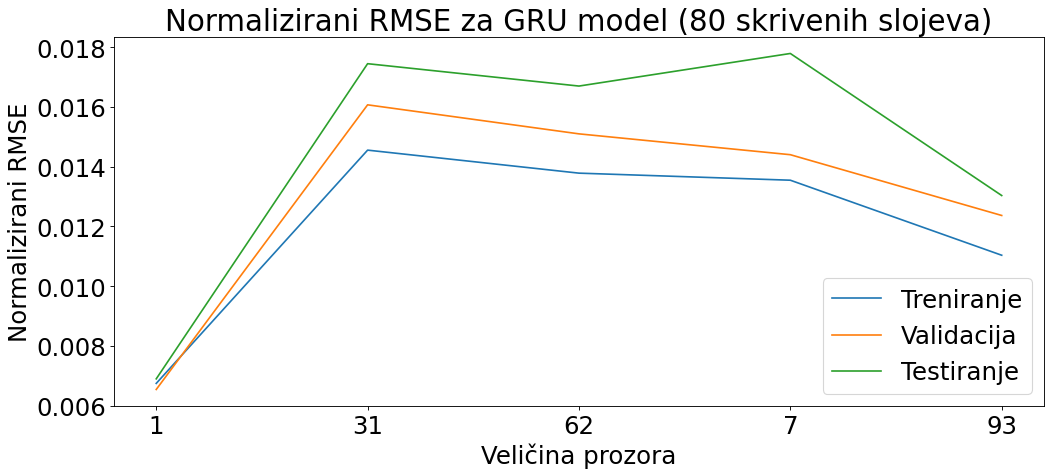 Normalizirani RMSE za GRU model (80 skrivenih slojeva)
Normalizirani RMSE
0.018
0.016
0.014
0.012
0.010
0.008
0.006
1 31 62 7 93
Veličina prozora
Treniranje
Validacija
Testiranje